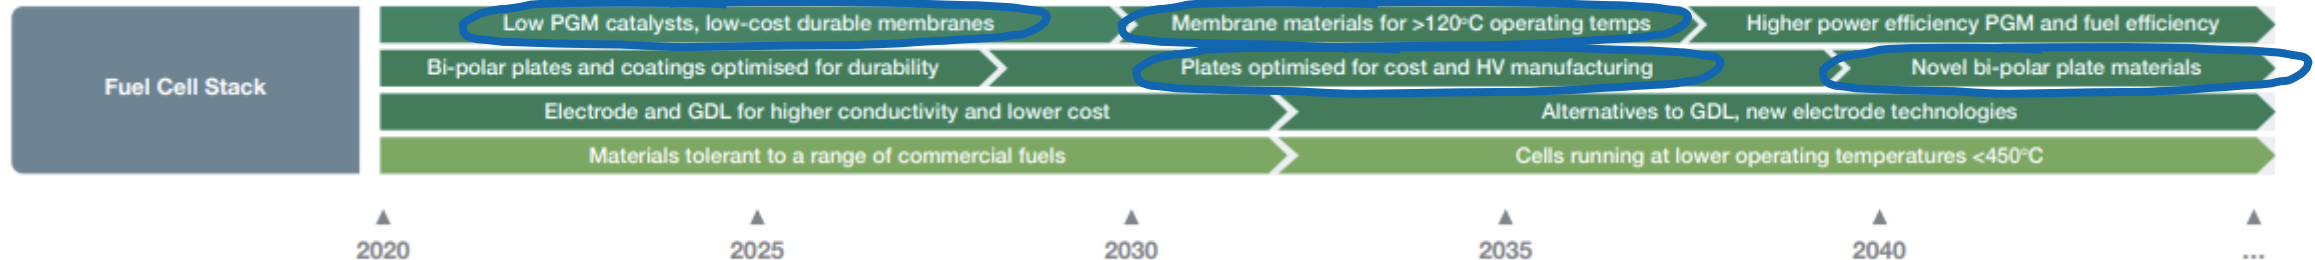 Low PGM catalysts, low-cost durable membranes
Membrane materials for >120°C operating temps
Higher power efficiency PGM and fuel efficiency
Fuel Cell Stack
Bi-polar plates and coatings optimised for durability
Plates optimised for cost and HV manufacturing
Novel bi-polar plate materials
Electrode and GDL for higher conductivity and lower cost
Alternatives to GDL, new electrode technologies
Materials tolerant to a range of commercial fuels
Cells running at lower operating temperatures <450°C
2020
2025
2030
2035
2040
...